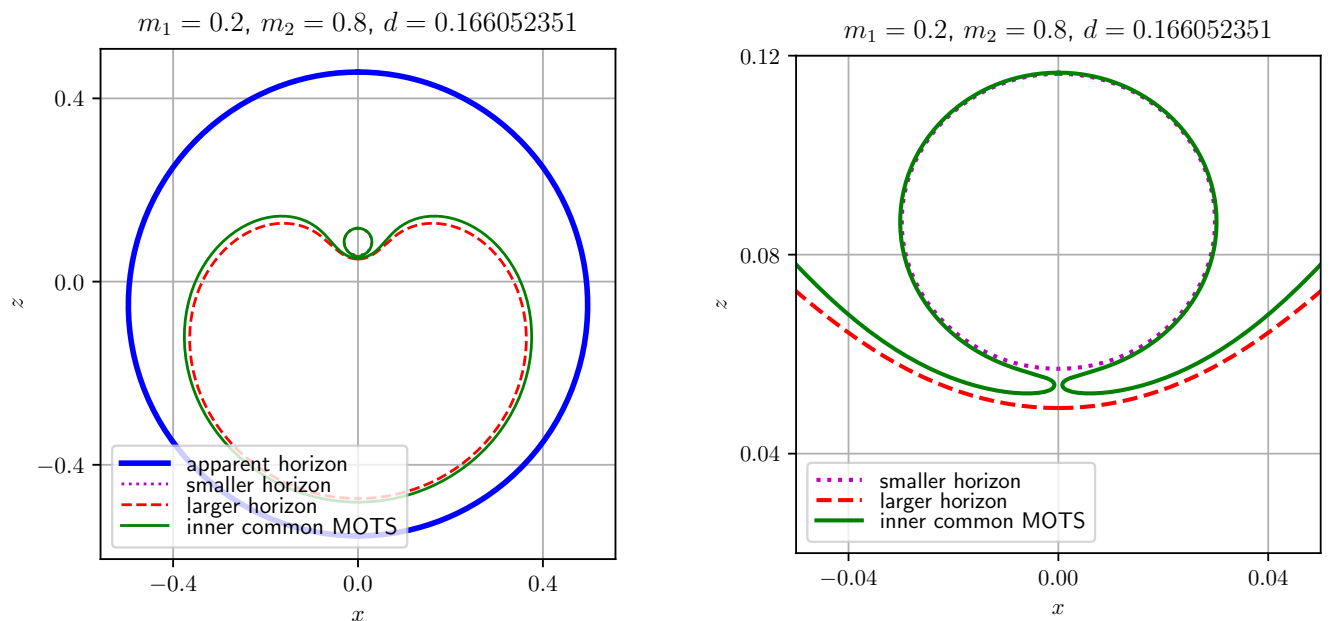 m₁ = 0.2, m₂ = 0.8, d = 0.166052351
0.4
0.0
−0.4
z
apparent horizon
smaller horizon
larger horizon
inner common MOTS
−0.4
0.0
0.4
x
m₁ = 0.2, m₂ = 0.8, d = 0.166052351
0.12
0.08
0.04
z
smaller horizon
larger horizon
inner common MOTS
−0.04
0.00
0.04
x